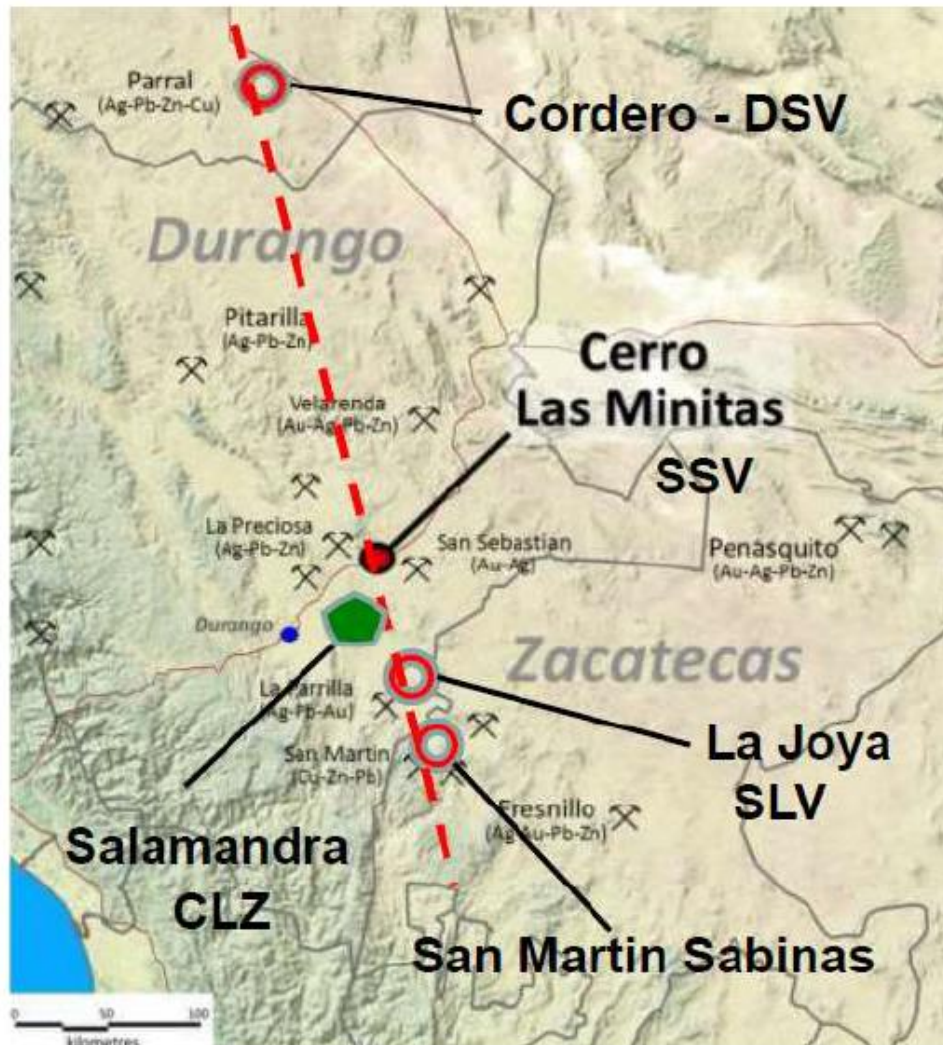 Parral
(Ag-Pb-Zn-Cu)
Cordero - DSV
Durango
Pitarilla
(Ag-Pb-Zn)
Cerro
Las Minitas
SSV
Velarenda
(Au-Ag-Pb-Zn)
La Preciosa
(Ag-Pb-Zn)
San Sebastian
(Au-Ag)
Penasquito
(Au-Ag-Pb-Zn)
Durango
Zacatecas
La Parrilla
(Ag-Pb-Au)
La Joya
SLV
San Martin
(Cu-Zn-Pb)
Fresnillo
(Ag-Au-Pb-Zn)
Salamandra
CLZ
San Martin Sabinas
0 50 100
kilometres